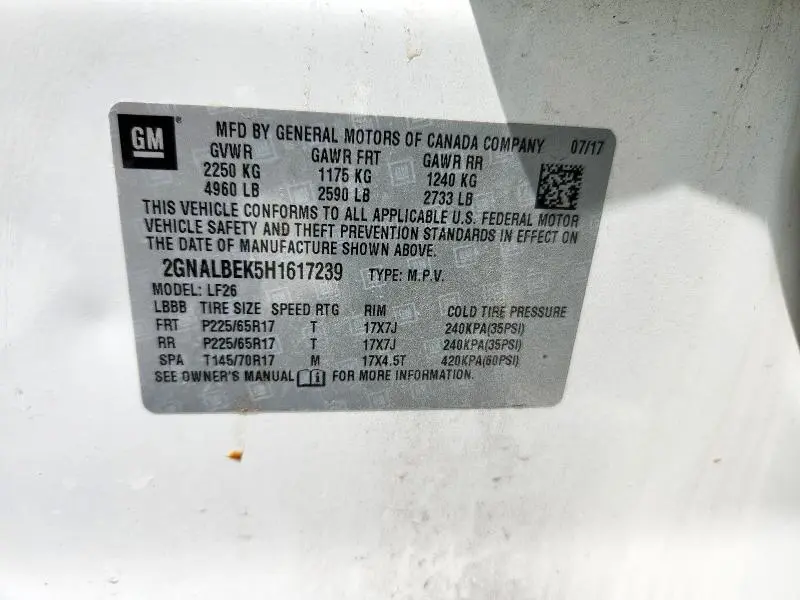 GM ® MFD BY GENERAL MOTORS OF CANADA COMPANY 07/17
GVWR GAWR FRT GAWR RR
2250 KG 1175 KG 1240 KG
4960 LB 2590 LB 2733 LB
THIS VEHICLE CONFORMS TO ALL APPLICABLE U.S. FEDERAL MOTOR
VEHICLE SAFETY AND THEFT PREVENTION STANDARDS IN EFFECT ON
THE DATE OF MANUFACTURE SHOWN ABOVE.
2GNALBEK5H1617239 TYPE: M.P.V.
MODEL: LF26
LBBB TIRE SIZE SPEED RTG RIM COLD TIRE PRESSURE
FRT P225/65R17 T 17X7J 240KPA(35PSI)
RR P225/65R17 T 17X7J 240KPA(35PSI)
SPA T145/70R17 M 17X4.5T 420KPA(60PSI)
SEE OWNER'S MANUAL i FOR MORE INFORMATION.